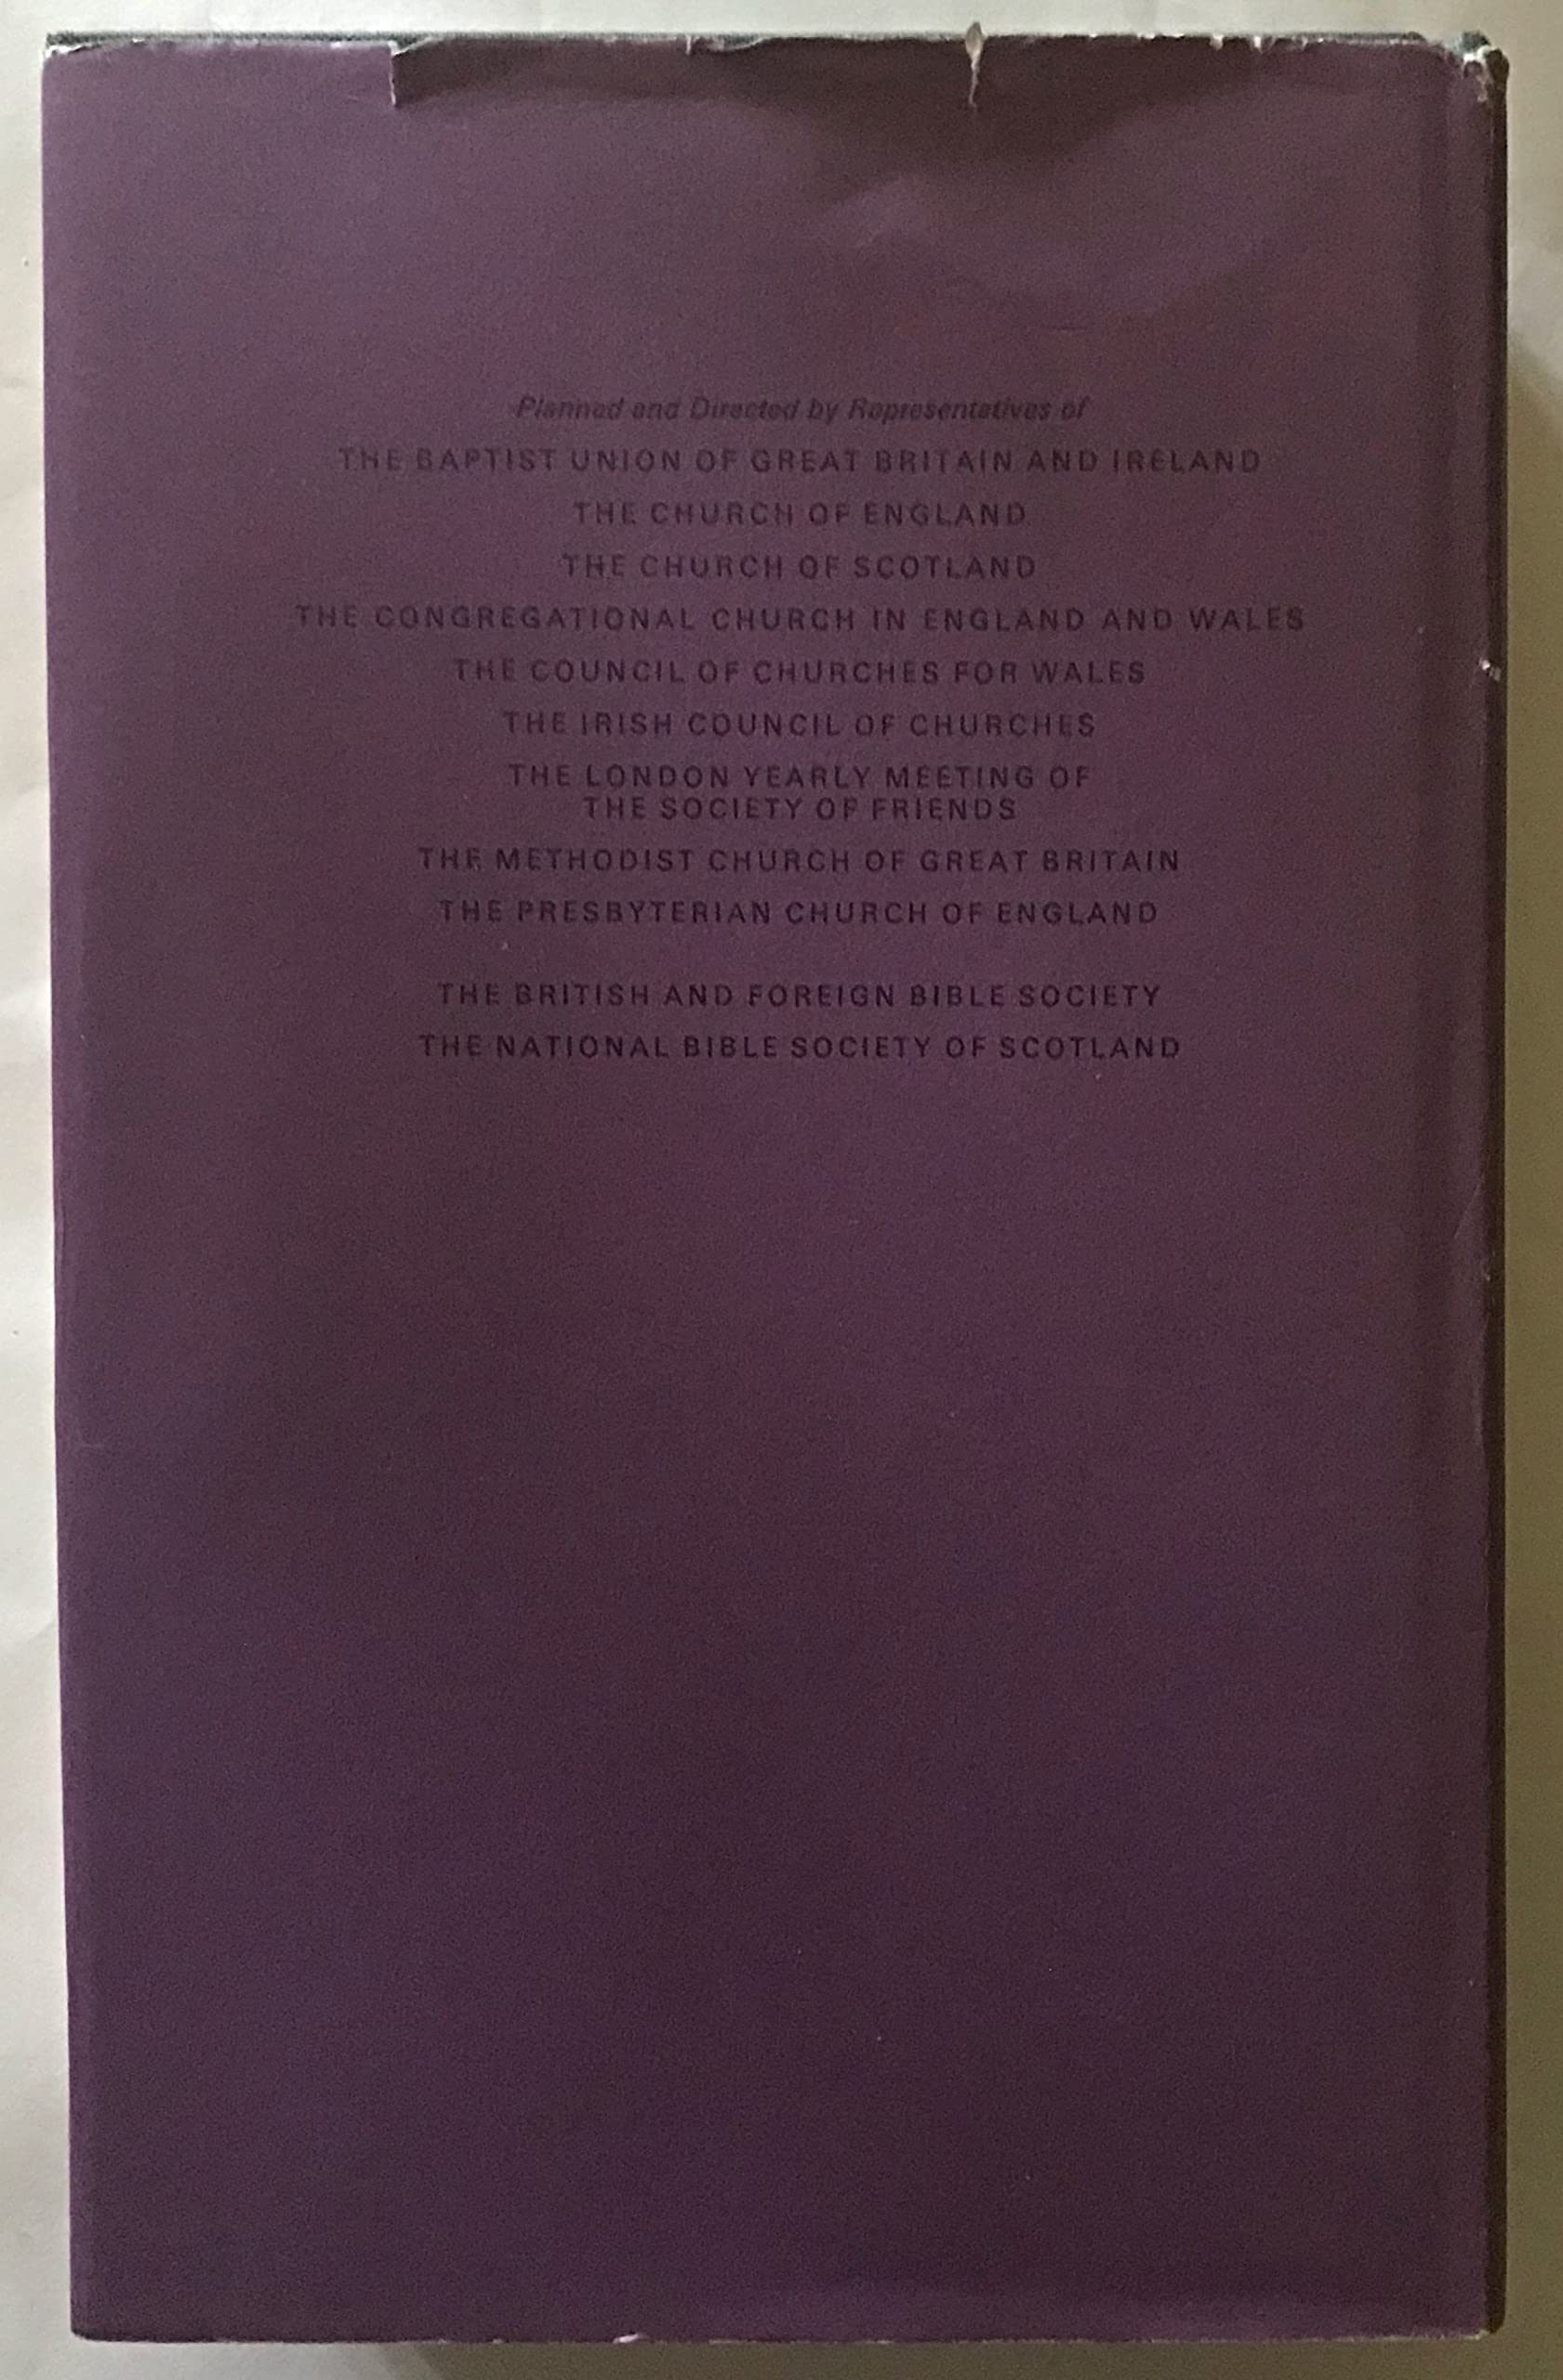 Planned and Directed by Representatives of
THE BAPTIST UNION OF GREAT BRITAIN AND IRELAND
THE CHURCH OF ENGLAND
THE CHURCH OF SCOTLAND
THE CONGREGATIONAL CHURCH IN ENGLAND AND WALES
THE COUNCIL OF CHURCHES FOR WALES
THE IRISH COUNCIL OF CHURCHES
THE LONDON YEARLY MEETING OF
THE SOCIETY OF FRIENDS
THE METHODIST CHURCH OF GREAT BRITAIN
THE PRESBYTERIAN CHURCH OF ENGLAND
THE BRITISH AND FOREIGN BIBLE SOCIETY
THE NATIONAL BIBLE SOCIETY OF SCOTLAND